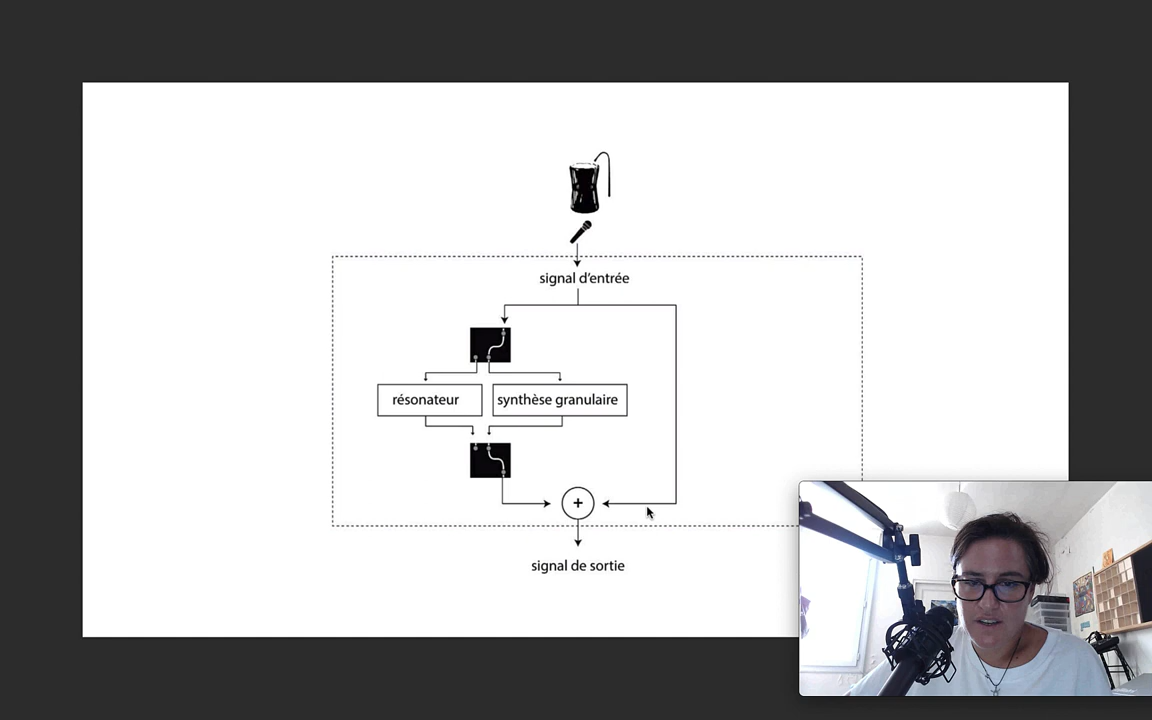 signal d'entrée
résonateur
synthèse granulaire
+
signal de sortie